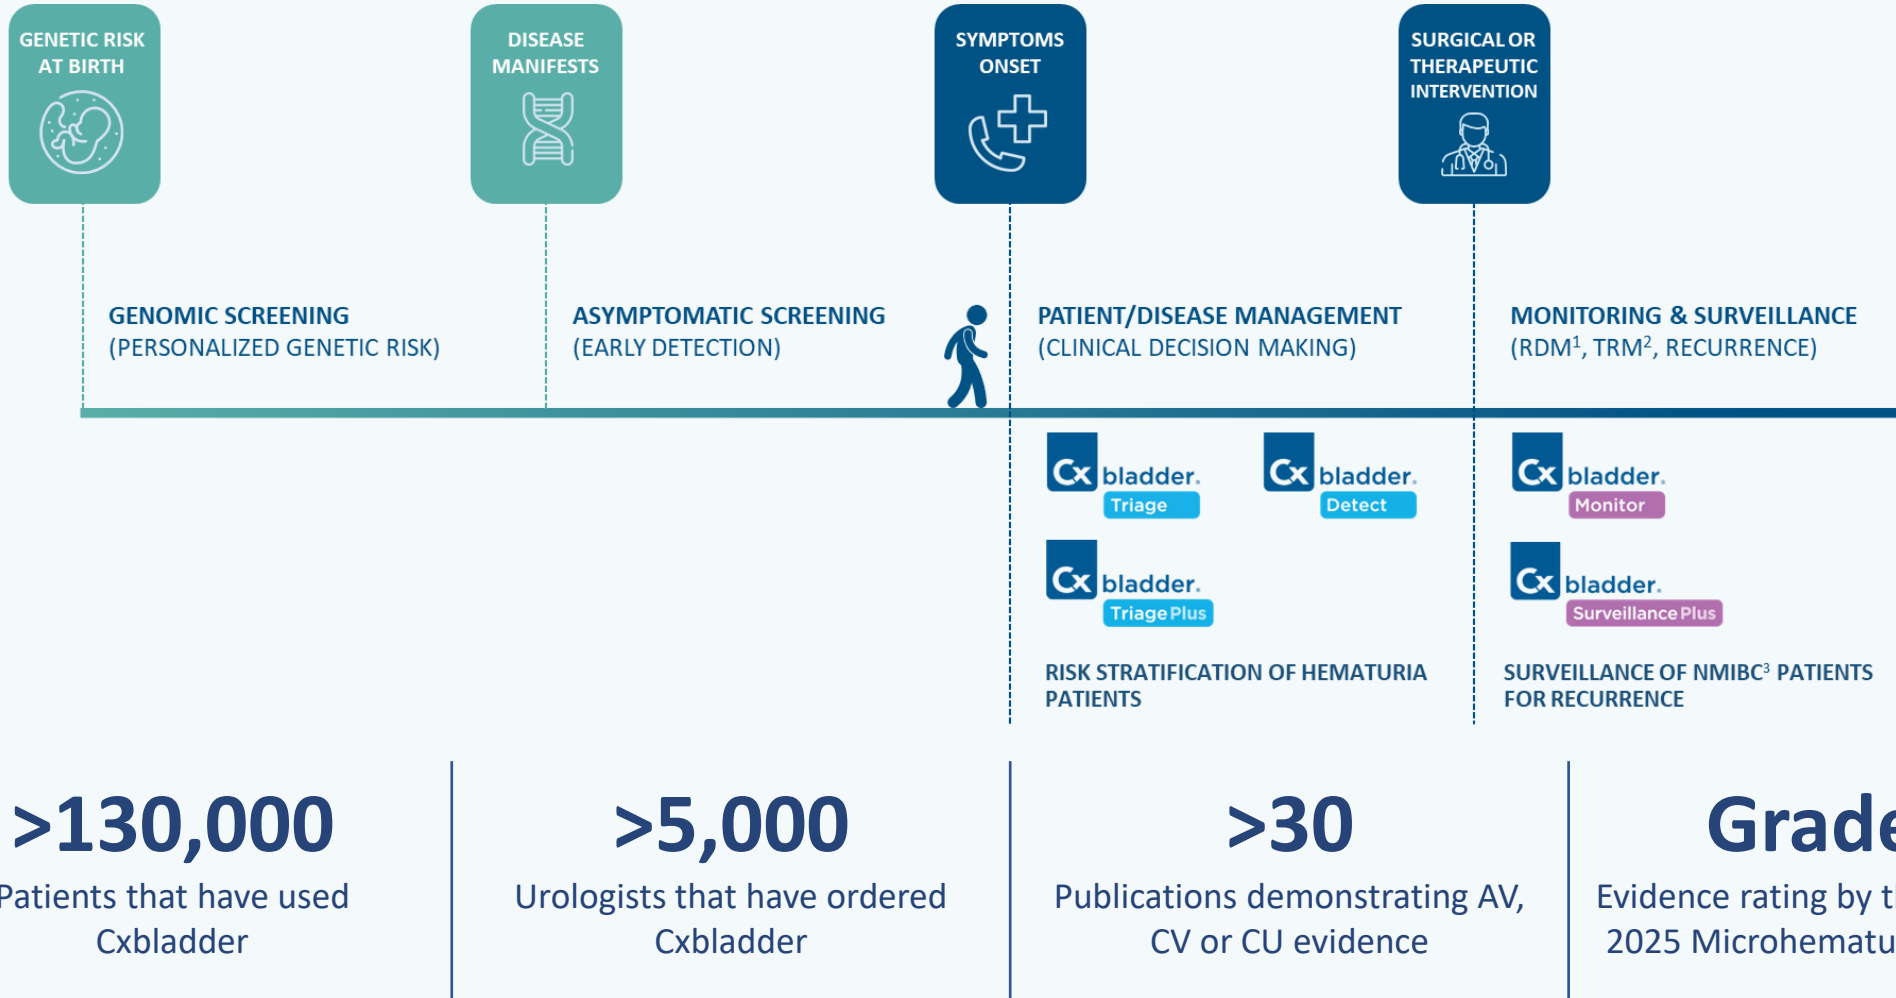 GENETIC RISK
AT BIRTH
DISEASE
MANIFESTS
SYMPTOMS
ONSET
SURGICAL OR
THERAPEUTIC
INTERVENTION
GENOMIC SCREENING
(PERSONALIZED GENETIC RISK)
ASYMPTOMATIC SCREENING
(EARLY DETECTION)
PATIENT/DISEASE MANAGEMENT
(CLINICAL DECISION MAKING)
MONITORING & SURVEILLANCE
(RDM¹, TRM², RECURRENCE)
Cx bladder.
Triage
Cx bladder.
Detect
Cx bladder.
Triage Plus
Cx bladder.
Monitor
Cx bladder.
Surveillance Plus
RISK STRATIFICATION OF HEMATURIA
PATIENTS
SURVEILLANCE OF NMIBC³ PATIENTS
FOR RECURRENCE
>130,000
Patients that have used
Cxbladder
>5,000
Urologists that have ordered
Cxbladder
>30
Publications demonstrating AV,
CV or CU evidence
Grade
Evidence rating by
2025